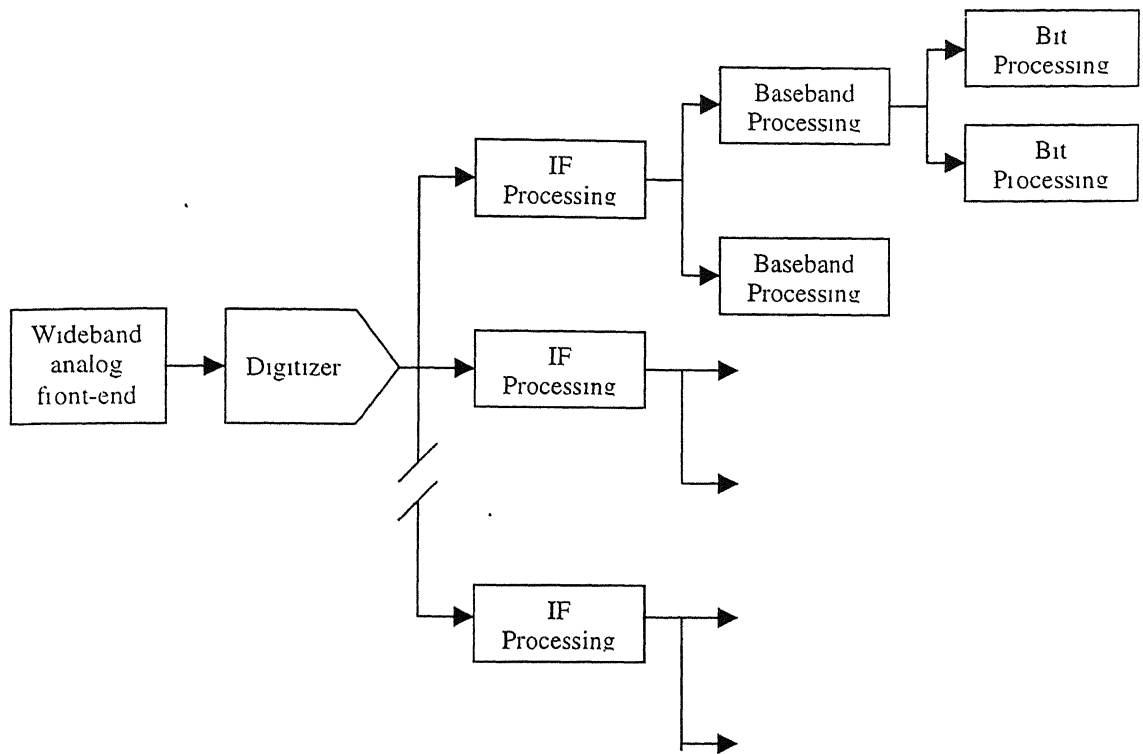 Bit
Processing
Baseband
Processing
Bit
Processing
IF
Processing
Baseband
Processing
Wideband
analog
front-end
Digitizer
IF
Processing
IF
Processing